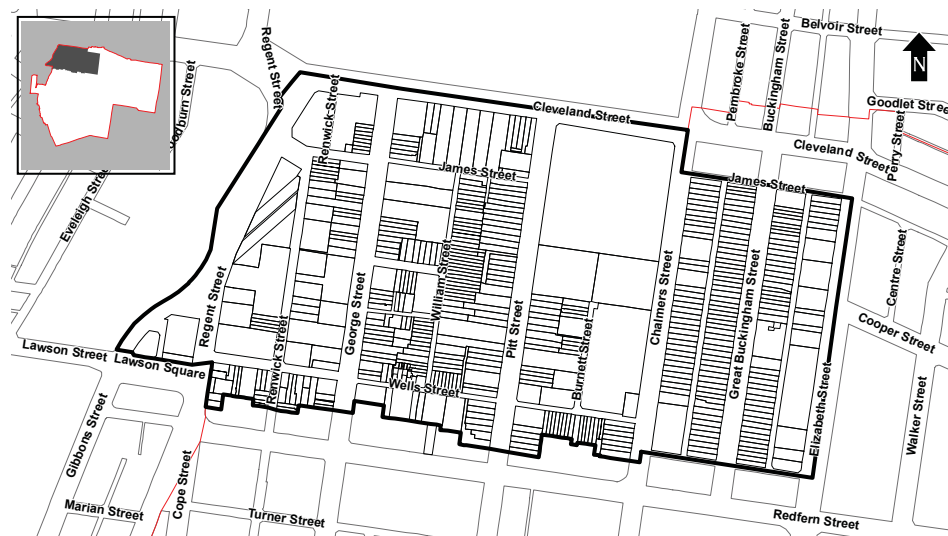 Belvoir Street
Regent Street
Pembroke Street
Buckingham Street
N
Goodlet Stree
Cleveland Street
Renwick Street
Perry Street
Cleveland Street
odburn Street
James Street
James Street
Eveleigh Street
Centre Street
William Street
Regent Street
George Street
Pitt Street
Chalmers Street
Great Buckingham Street
Cooper Street
Burnett Street
Renwick Street
Lawson Street
Lawson Square
Wells Street
Elizabeth Street
Walker Street
Gibbons Street
Cope Street
Marian Street
Turner Street
Redfern Street